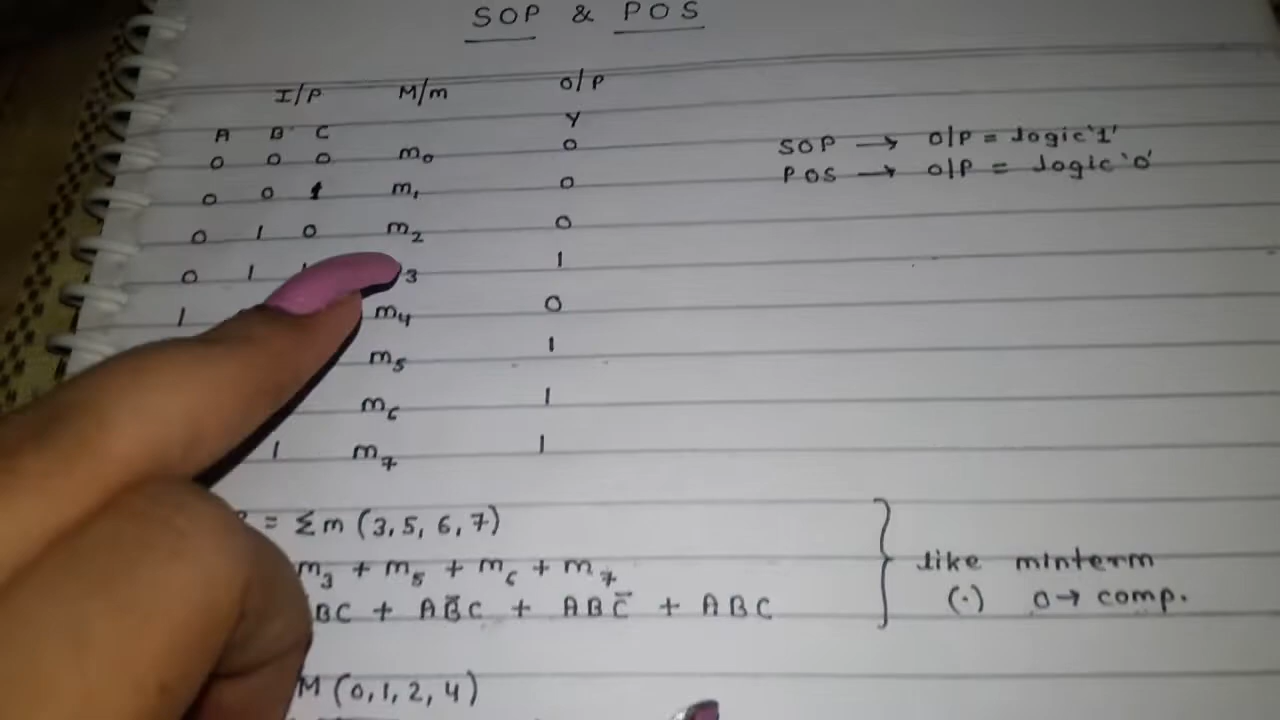 SOP & POS
I/P M/m O/P
A B C Y
0 0 0 m0 0
0 0 1 m1 0
0 1 0 m2 0
0 1 3 1
1 m4 0
m5 1
m6 1
1 m7 1
SOP → O/P = logic '1'
POS → O/P = logic '0'
= Σm (3, 5, 6, 7)
m3 + m5 + m6 + m7
BC + AB̅C + ABC̅ + ABC
like minterm
(·) 0 → comp.
M (0, 1, 2, 4)